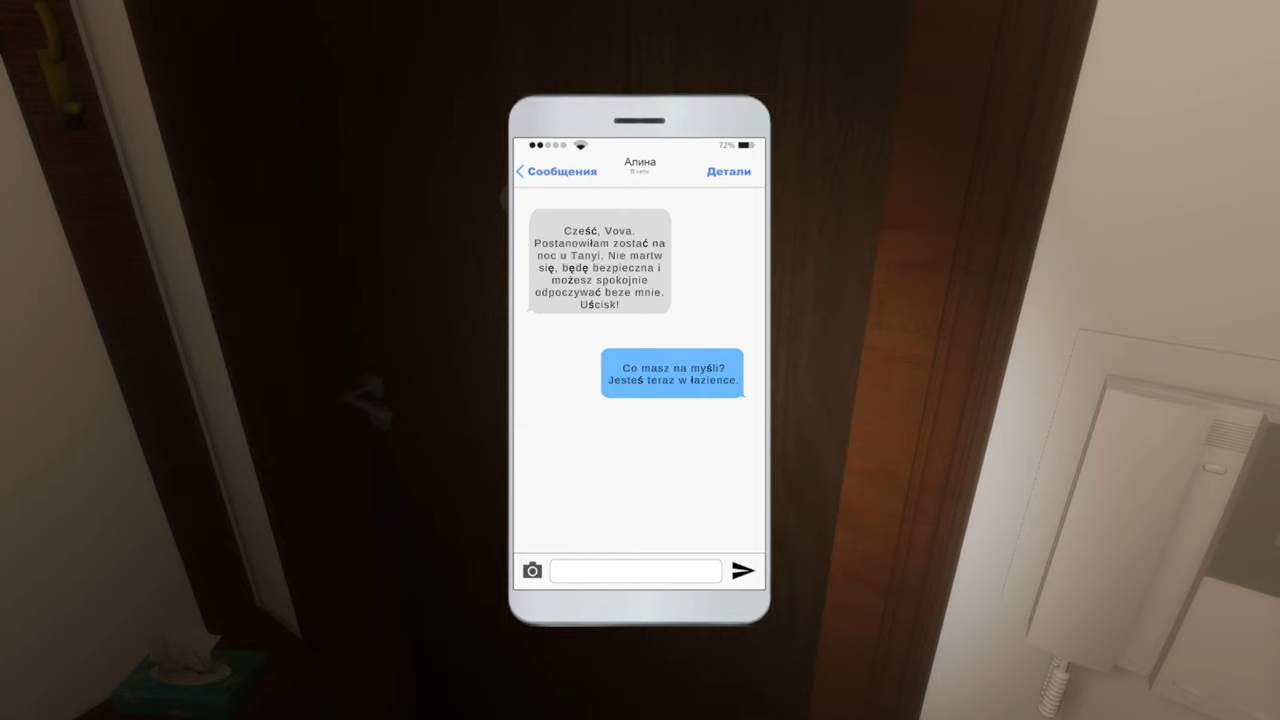 72%
Алина
В сети
Сообщения
Детали
Cześć, Vova.
Postanowiłam zostać na
noc u Tanyi. Nie martw
się, będę bezpieczna i
możesz spokojnie
odpoczywać beze mnie.
Uścisk!
Co masz na myśli?
Jesteś teraz w łazience.